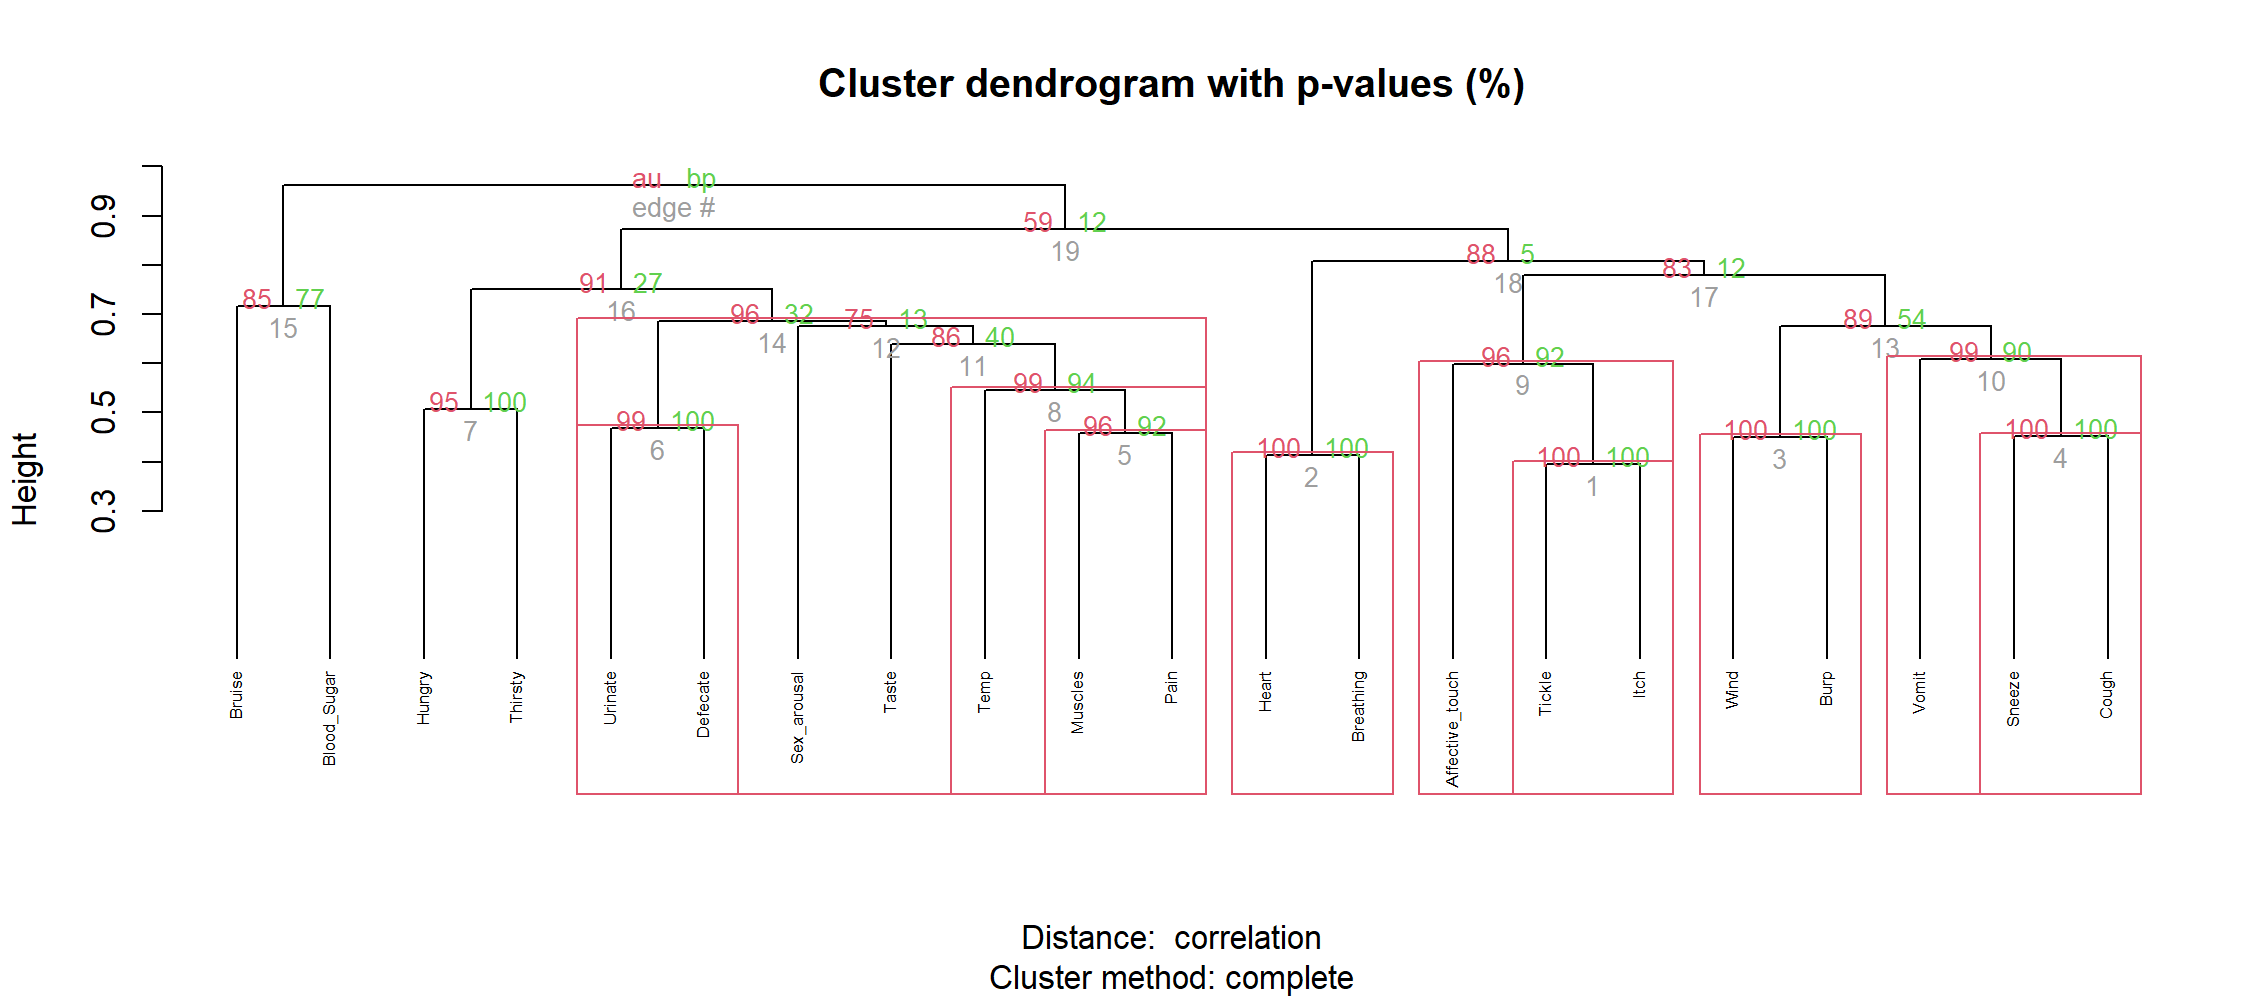 Cluster dendrogram with p-values (%)
au bp
edge #
59 12
19
88 5
18
83 12
17
91 27
16
85 77
15
96 32
14
75 13
12
86 40
11
89 54
13
99 90
10
96 92
9
99 94
8
95 100
7
99 100
6
96 92
5
100 100
4
100 100
3
100 100
2
100 100
1
Height
0.9
0.7
0.5
0.3
Bruise
Blood_Sugar
Hungry
Thirsty
Urinate
Defecate
Sex_arousal
Taste
Temp
Muscles
Pain
Heart
Breathing
Affective_touch
Tickle
Itch
Wind
Burp
Vomit
Sneeze
Cough
Distance: correlation
Cluster method: complete